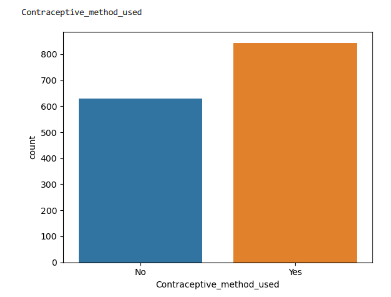 Contraceptive_method_used
800
700
600
500
400
300
200
100
0
count
No Yes
Contraceptive_method_used